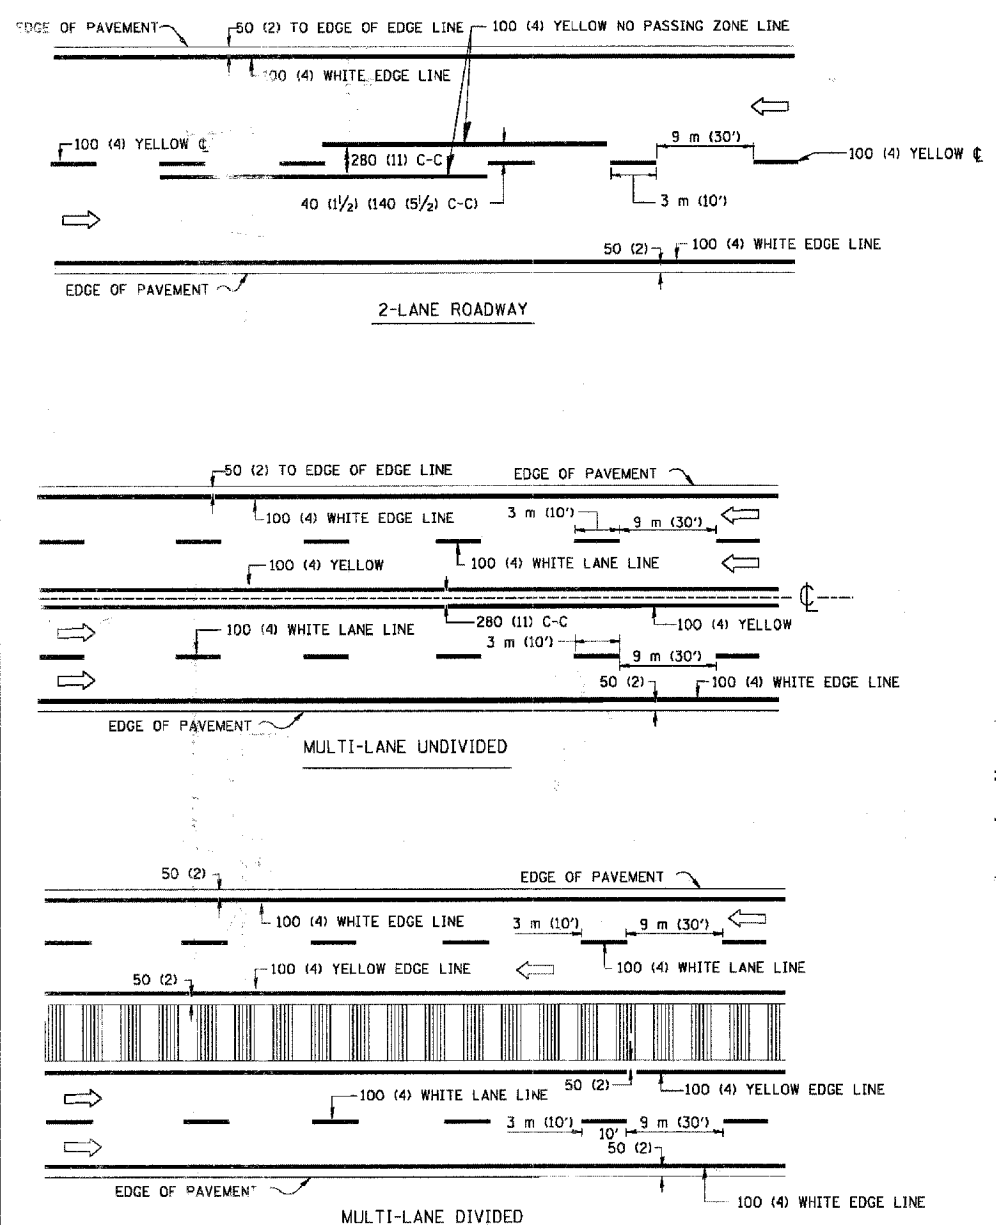 EDGE OF PAVEMENT
50 (2) TO EDGE OF EDGE LINE
100 (4) YELLOW NO PASSING ZONE LINE
100 (4) WHITE EDGE LINE
9 m (30')
100 (4) YELLOW ℄
280 (11) C-C
100 (4) YELLOW ℄
40 (1½) (140 (5½) C-C)
3 m (10')
50 (2)
100 (4) WHITE EDGE LINE
EDGE OF PAVEMENT
2-LANE ROADWAY
50 (2) TO EDGE OF EDGE LINE
EDGE OF PAVEMENT
100 (4) WHITE EDGE LINE
3 m (10')
9 m (30')
100 (4) YELLOW
100 (4) WHITE LANE LINE
℄
280 (11) C-C
100 (4) YELLOW
100 (4) WHITE LANE LINE
3 m (10')
9 m (30')
50 (2)
100 (4) WHITE EDGE LINE
EDGE OF PAVEMENT
MULTI-LANE UNDIVIDED
50 (2)
EDGE OF PAVEMENT
100 (4) WHITE EDGE LINE
3 m (10')
9 m (30')
100 (4) YELLOW EDGE LINE
100 (4) WHITE LANE LINE
50 (2)
50 (2)
100 (4) YELLOW EDGE LINE
100 (4) WHITE LANE LINE
3 m (10')
10'
9 m (30')
50 (2)
EDGE OF PAVEMENT
100 (4) WHITE EDGE LINE
MULTI-LANE DIVIDED